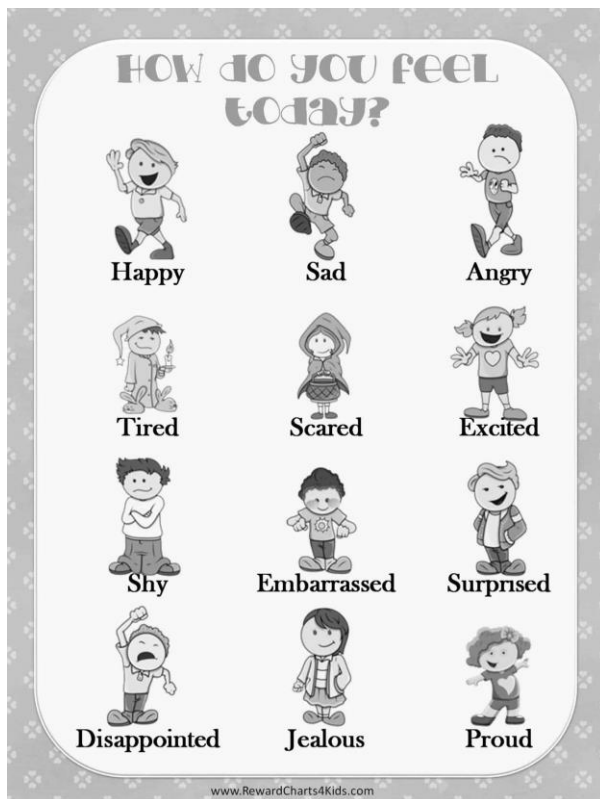 How do you feel
today?
Happy Sad Angry
Tired Scared Excited
Shy Embarrassed Surprised
Disappointed Jealous Proud
www.RewardCharts4Kids.com